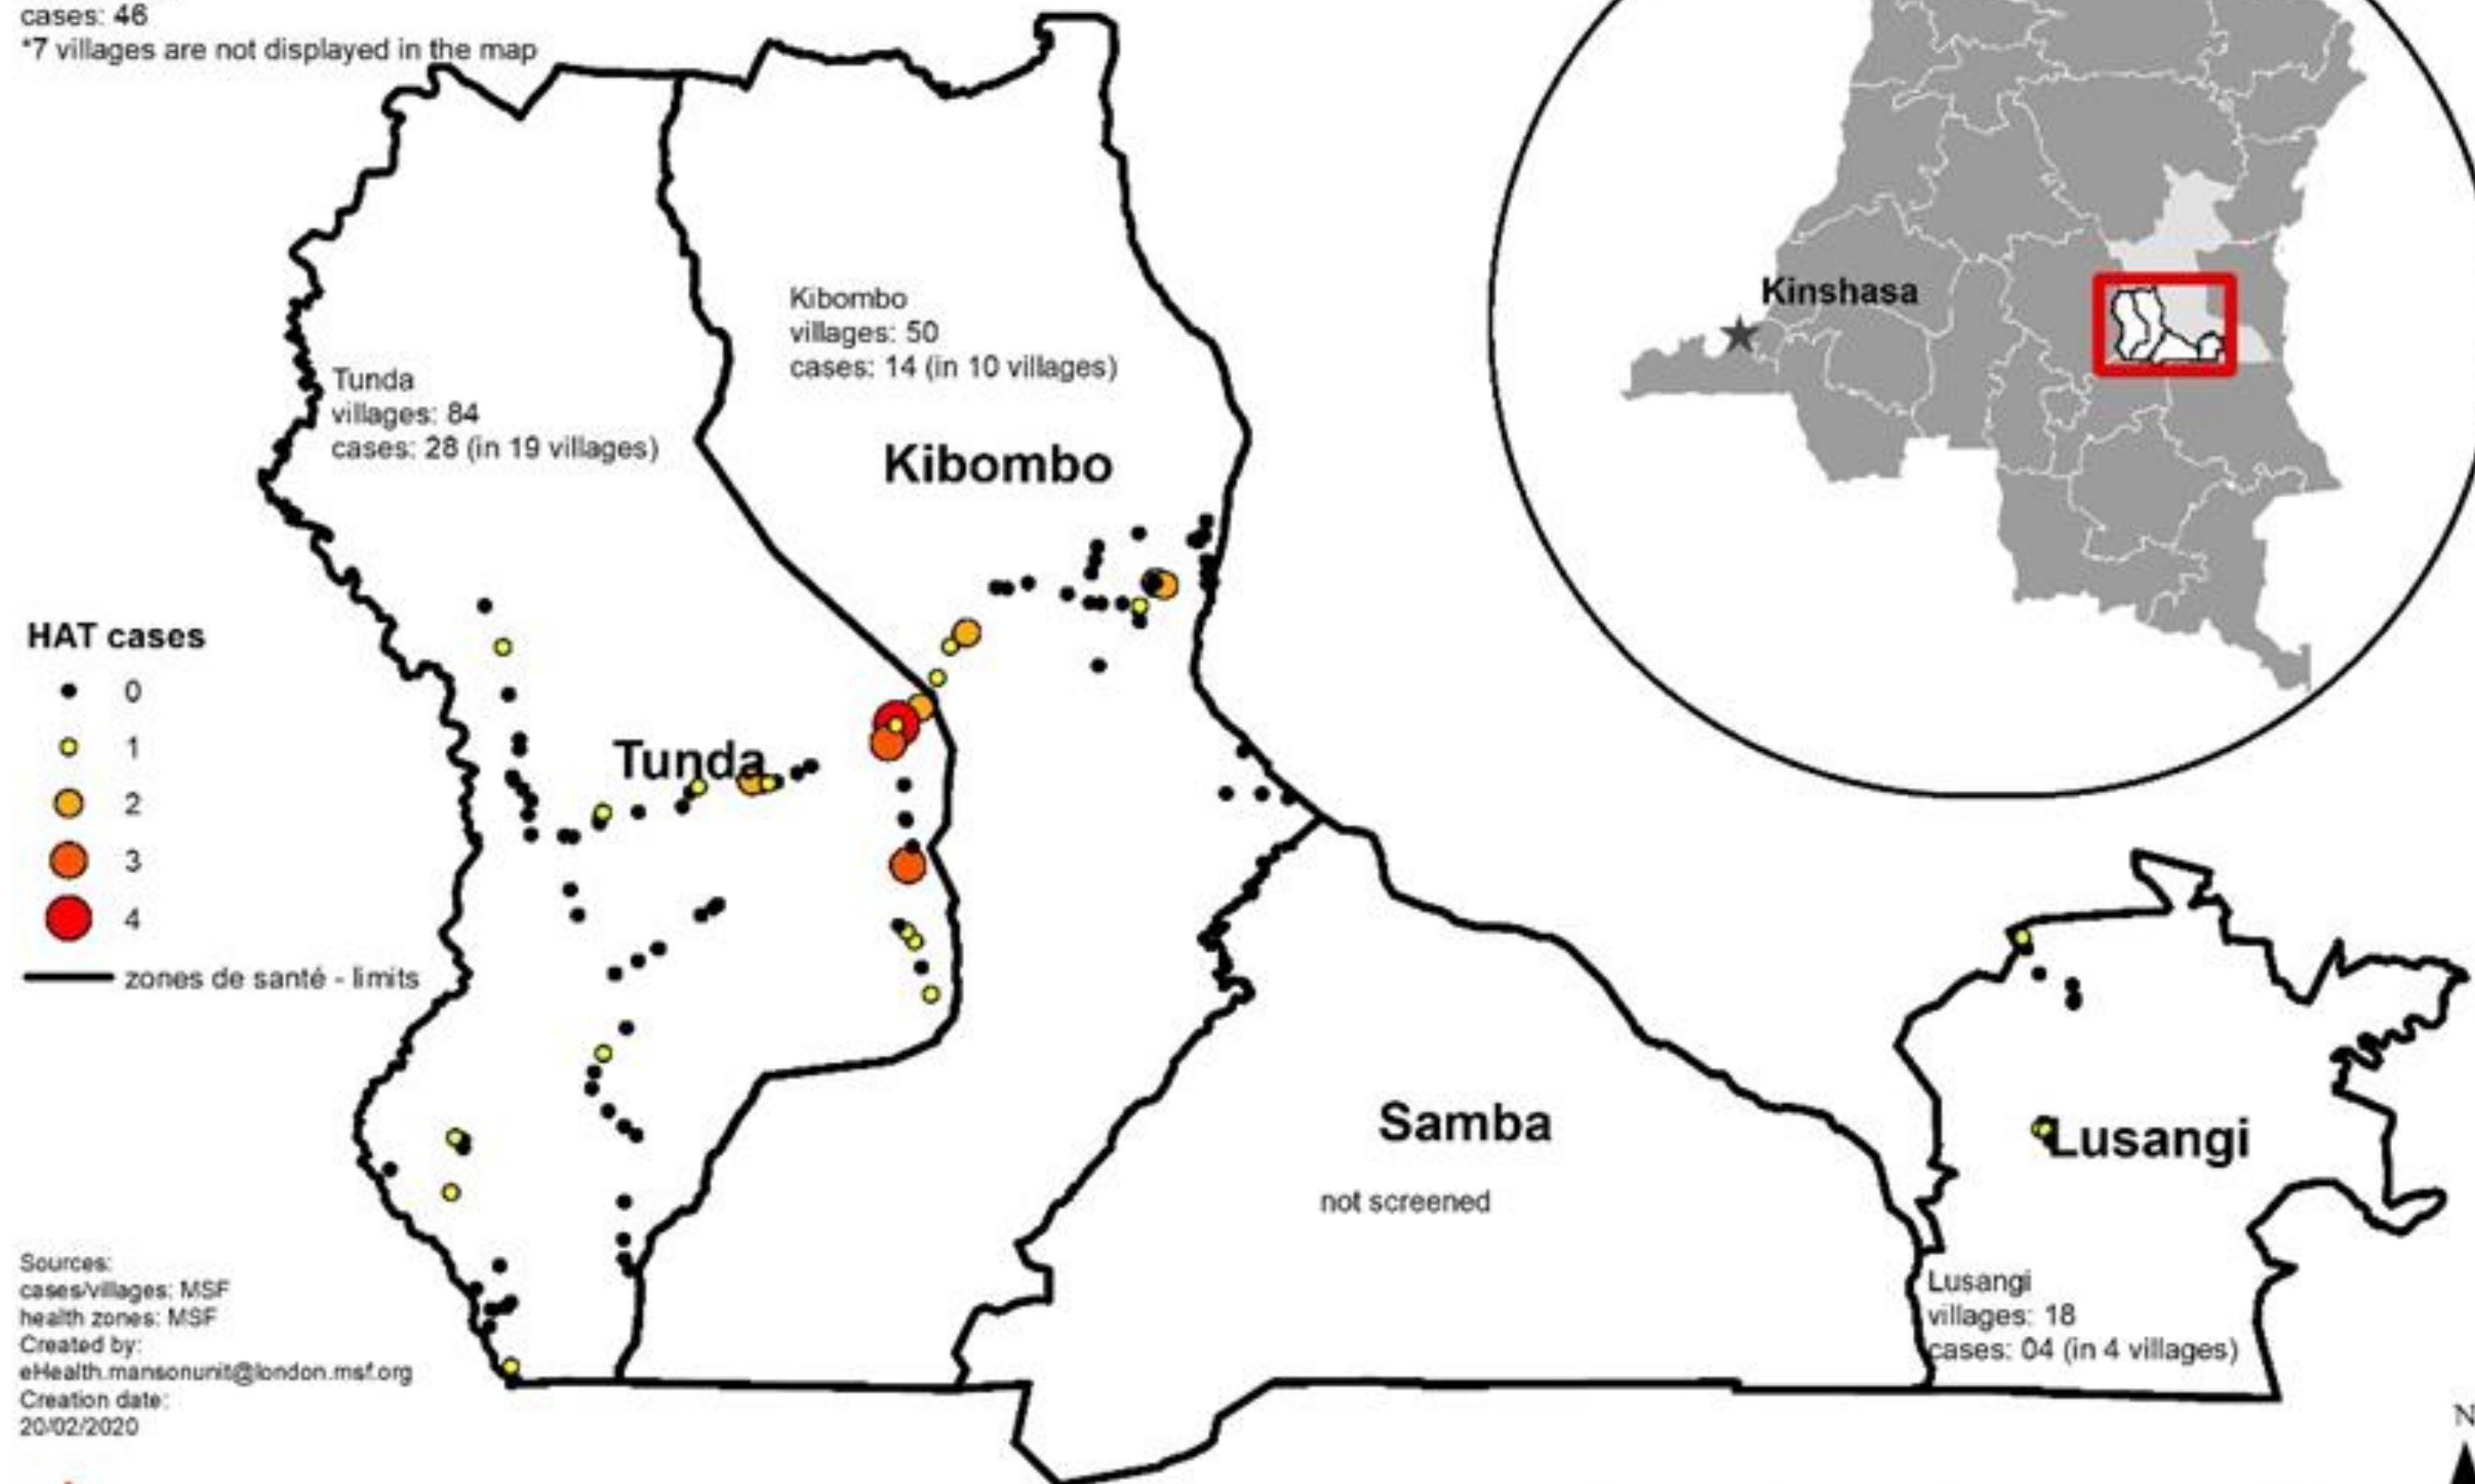 cases: 46
*7 villages are not displayed in the map
Kinshasa
Kibombo
villages: 50
cases: 14 (in 10 villages)
Tunda
villages: 84
cases: 28 (in 19 villages)
Kibombo
HAT cases
0
1
2
3
4
zones de santé - limits
Tunda
Samba
not screened
Lusangi
Lusangi
villages: 18
cases: 04 (in 4 villages)
Sources:
cases/villages: MSF
health zones: MSF
Created by:
eHealth.mansonunit@london.msf.org
Creation date:
20/02/2020
N